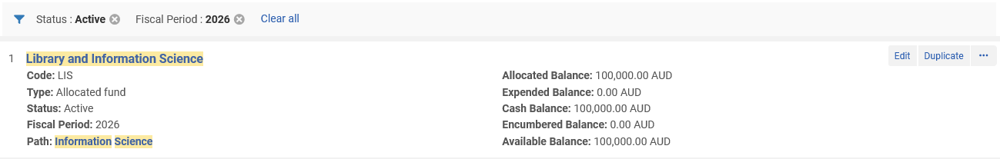 Status : Active Fiscal Period : 2026 Clear all
1 Library and Information Science Edit Duplicate ...
Code: LIS Allocated Balance: 100,000.00 AUD
Type: Allocated fund Expended Balance: 0.00 AUD
Status: Active Cash Balance: 100,000.00 AUD
Fiscal Period: 2026 Encumbered Balance: 0.00 AUD
Path: Information Science Available Balance: 100,000.00 AUD